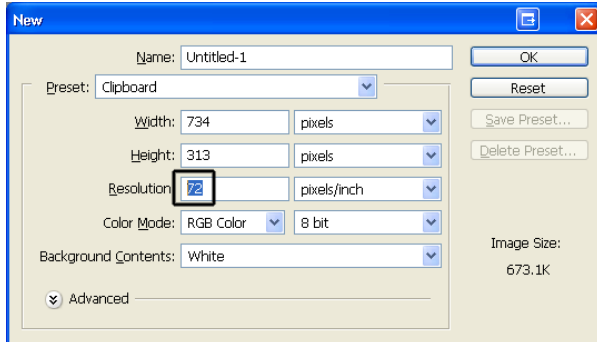 New
Name: Untitled-1 OK
Preset: Clipboard Reset
Width: 734 pixels Save Preset...
Height: 313 pixels Delete Preset...
Resolution 72 pixels/inch
Color Mode: RGB Color 8 bit
Background Contents: White
Image Size:
673.1K
Advanced